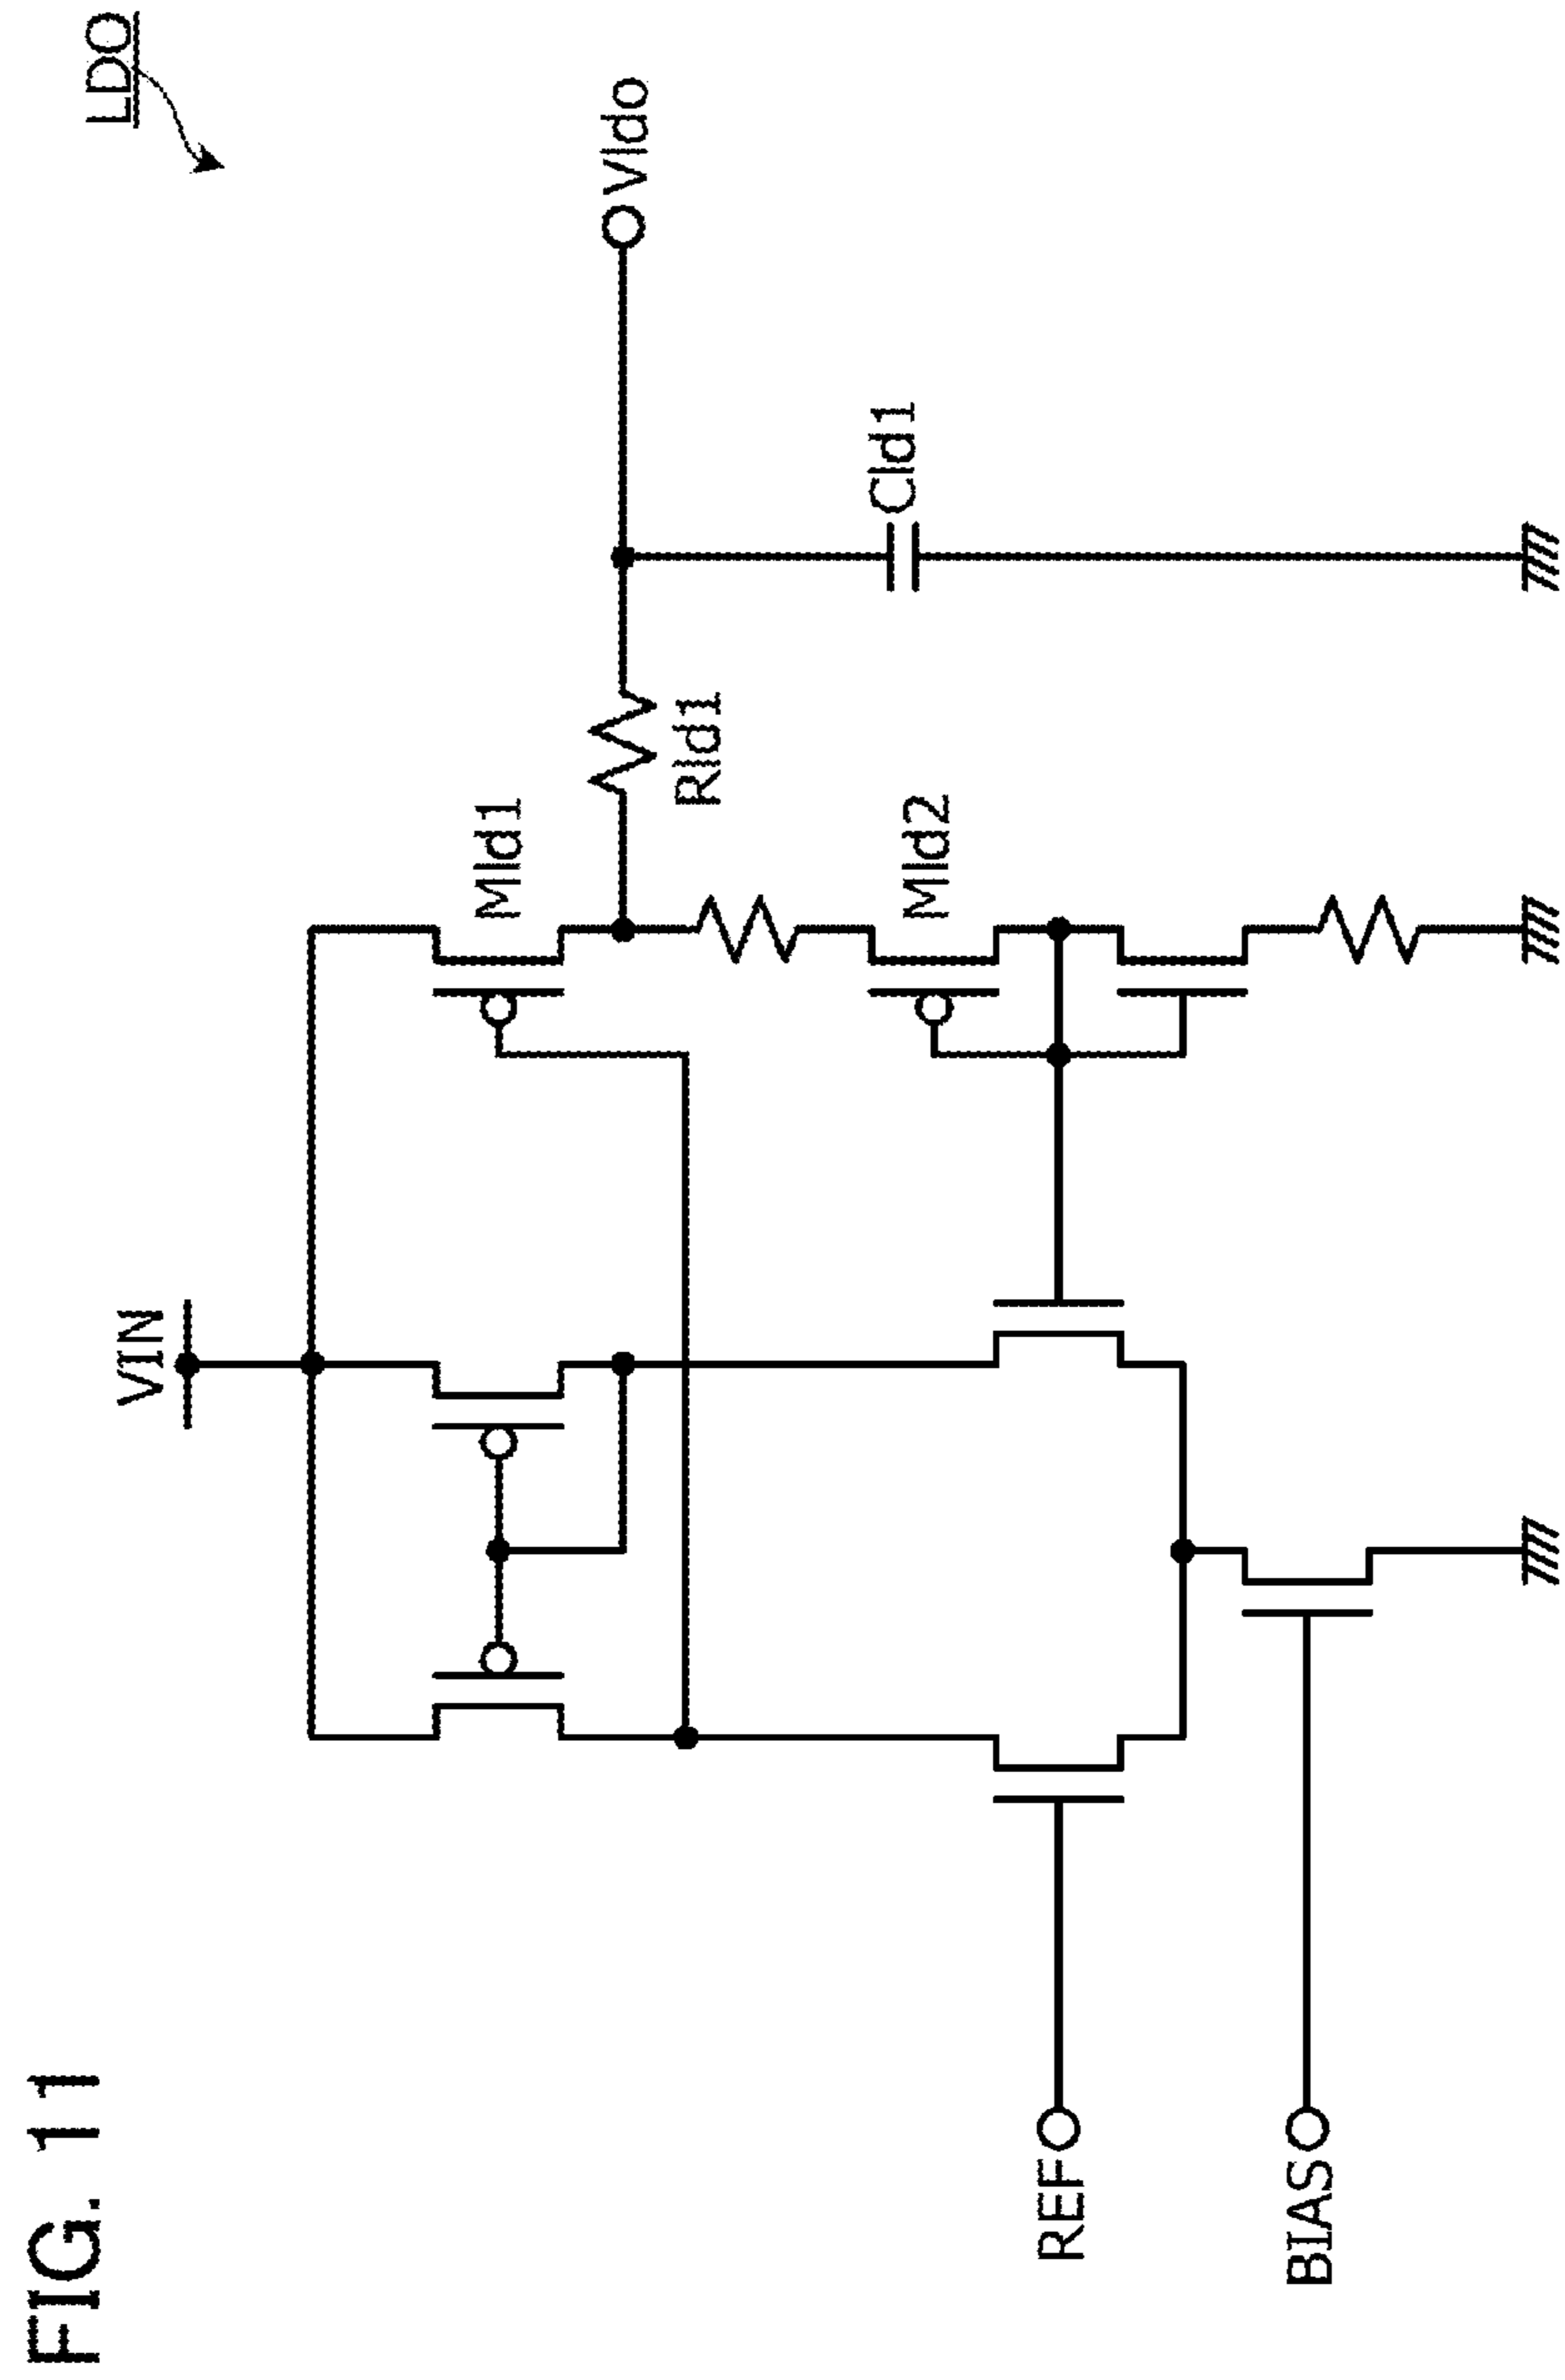 FIG. 11
LDO
VIN
Mld1
Vldo
Rld1
Cld1
Mld2
REF
BIAS